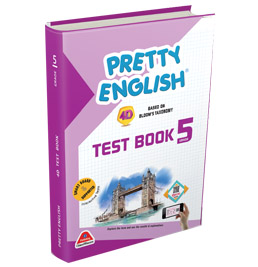 PRETTY
ENGLISH
4D
BASED ON
BLOOM'S TAXONOMY
TEST BOOK 5
GRADE 5
4D TEST BOOK
PRETTY ENGLISH